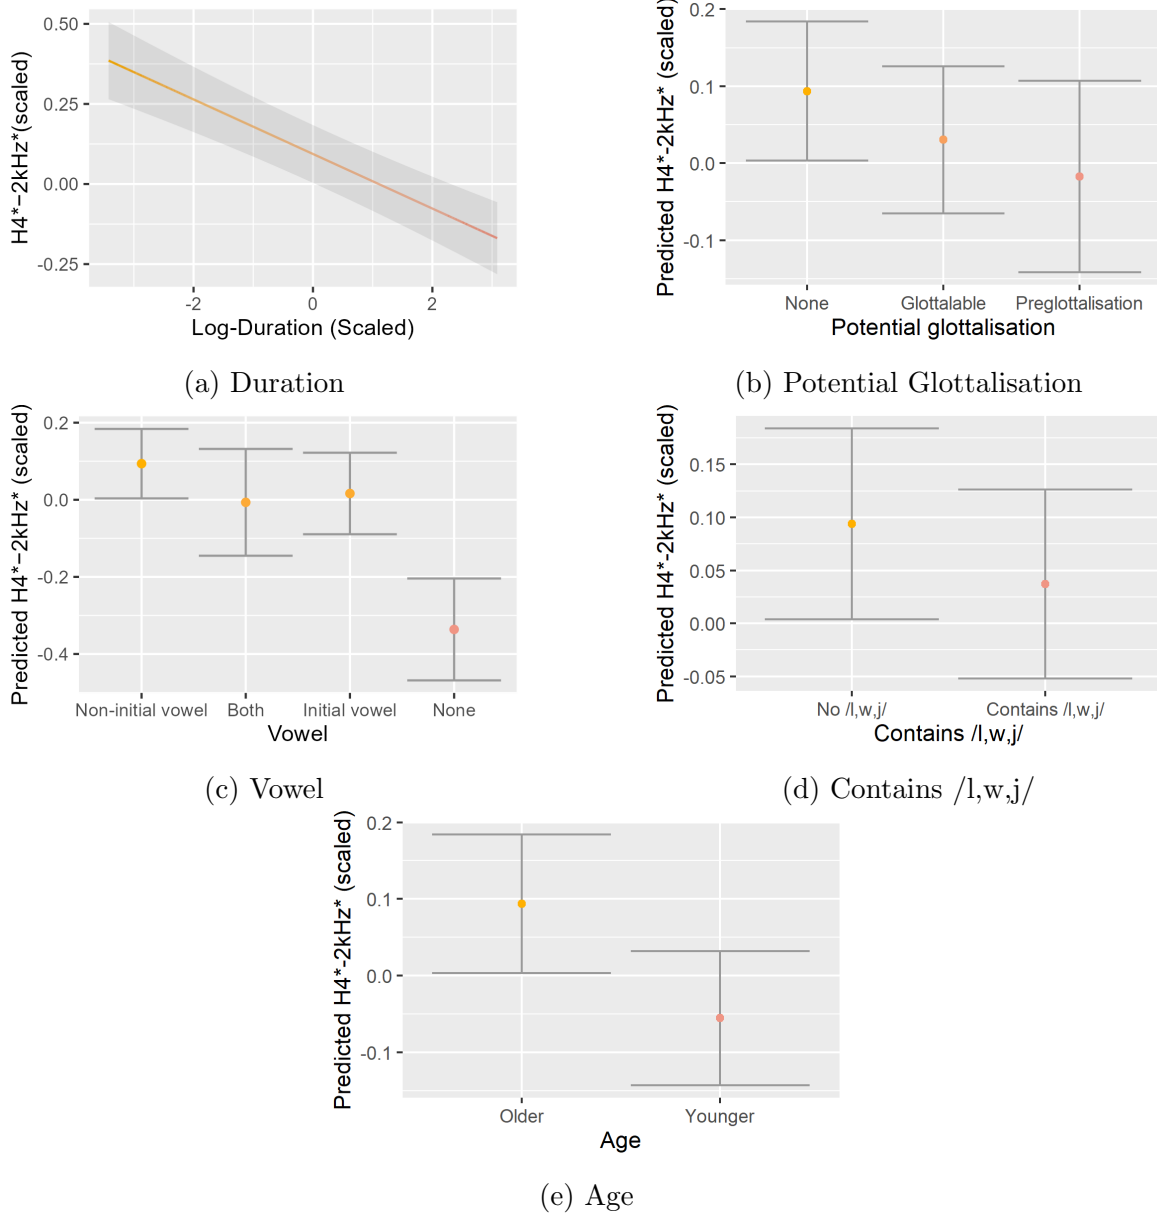 0.50
0.25
0.00
-0.25
H4*−2kHz*(scaled)
-2 0 2
Log-Duration (Scaled)
(a) Duration
0.2
0.1
0.0
-0.1
Predicted H4*-2kHz* (scaled)
None Glottalable Preglottalisation
Potential glottalisation
(b) Potential Glottalisation
0.2
0.0
-0.2
-0.4
Predicted H4*−2kHz* (scaled)
Non-initial vowel Both Initial vowel None
Vowel
(c) Vowel
0.15
0.10
0.05
0.00
-0.05
Predicted H4*-2kHz* (scaled)
No /l,w,j/ Contains /l,w,j/
Contains /l,w,j/
(d) Contains /l,w,j/
0.2
0.1
0.0
-0.1
Predicted H4*-2kHz* (scaled)
Older Younger
Age
(e) Age